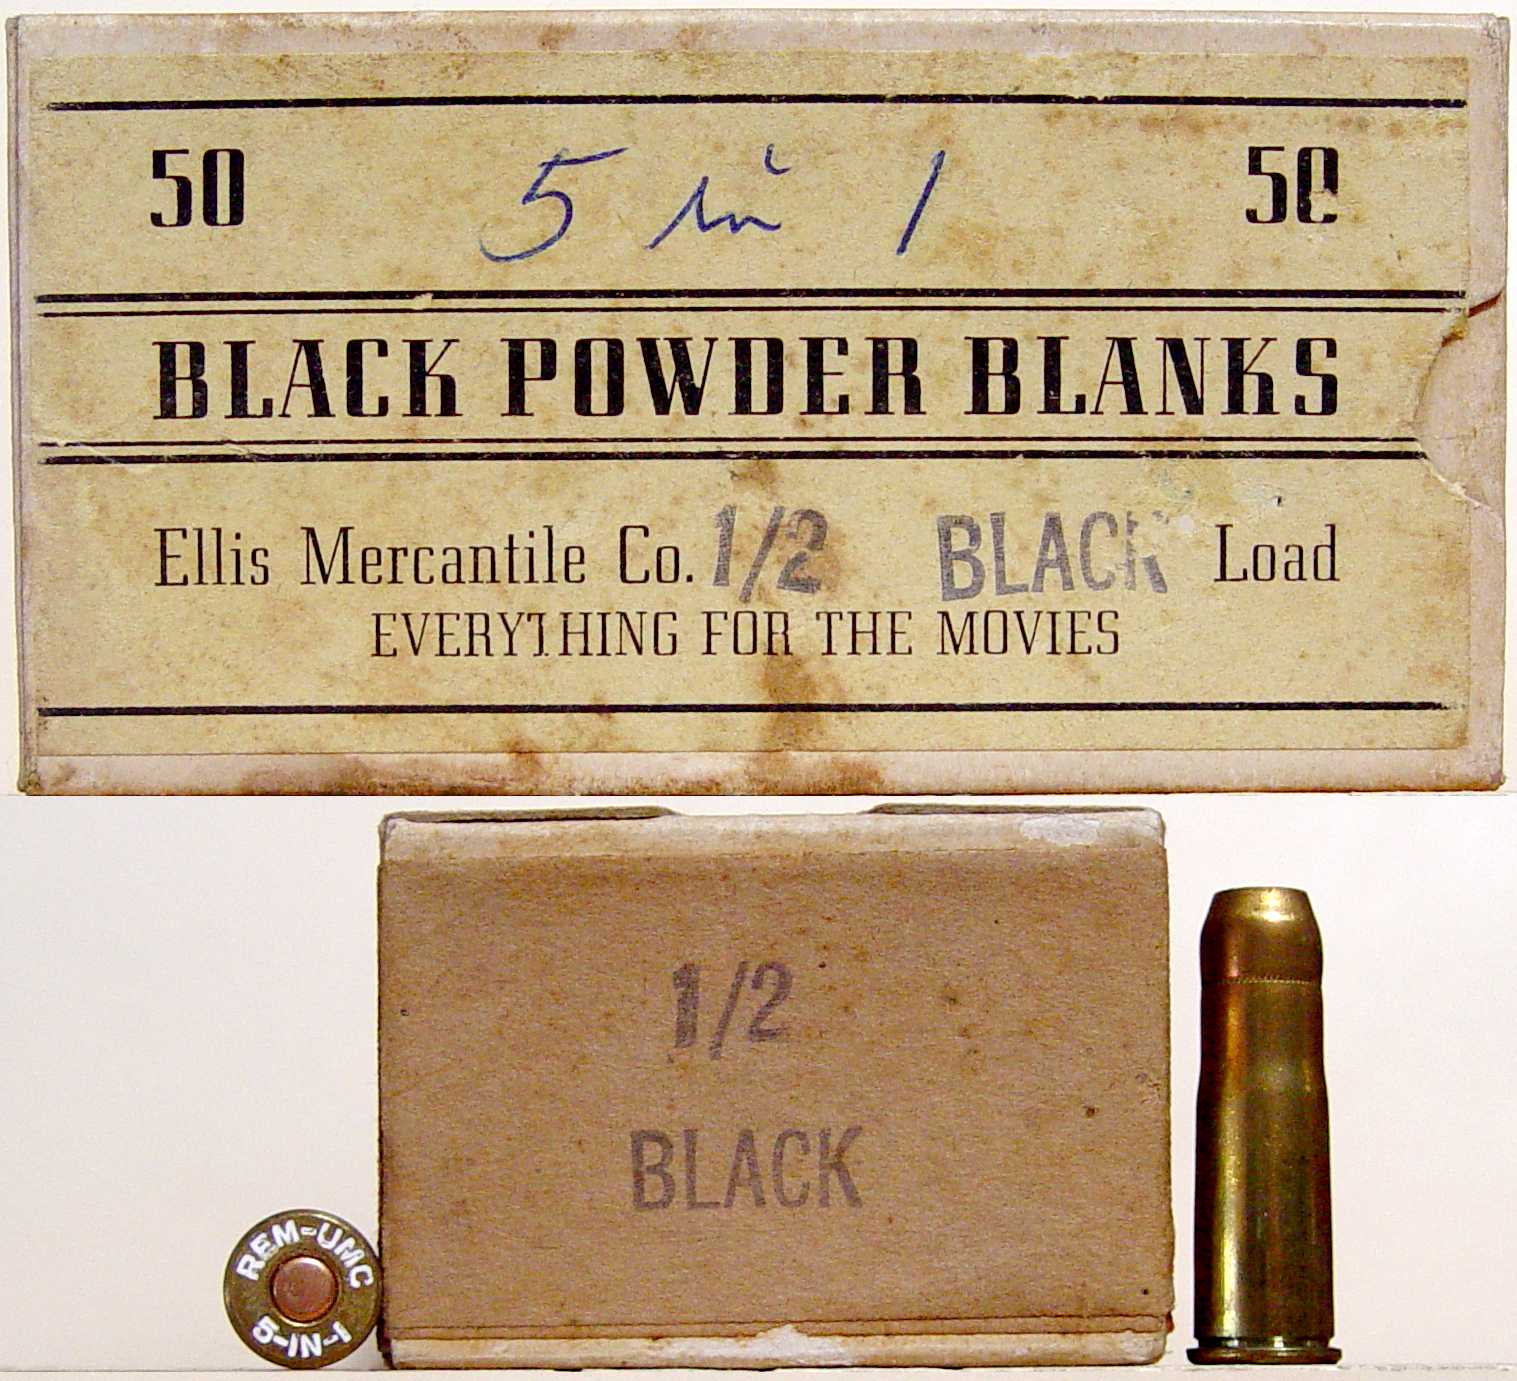 50 5 in 1 50
BLACK POWDER BLANKS
Ellis Mercantile Co. 1/2 BLACK Load
EVERYTHING FOR THE MOVIES
1/2
BLACK
REM-UMC
5-IN-1